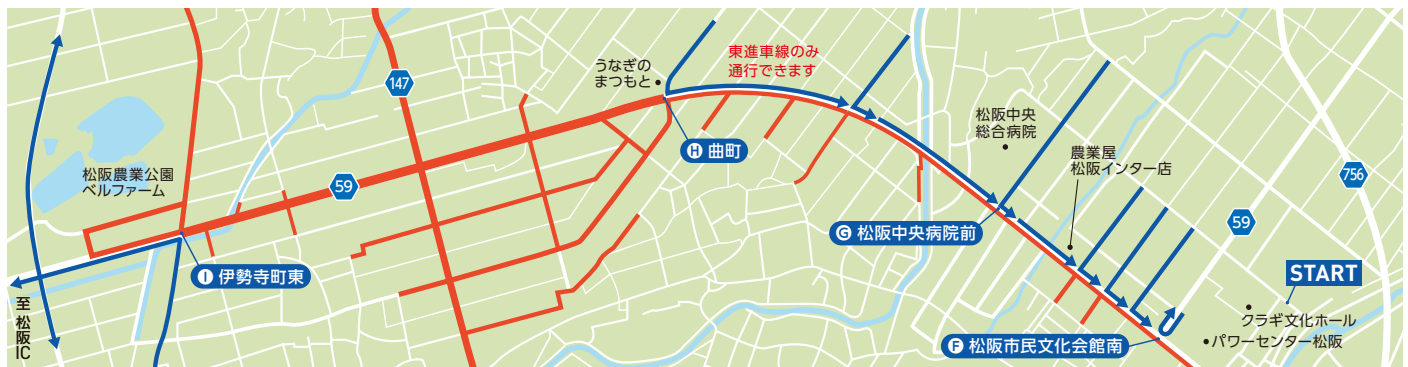 147
うなぎの
まつもと
東進車線のみ
通行できます
松阪中央
総合病院
農業屋
松阪インター店
756
H 曲町
松阪農業公園
ベルファーム
59
G 松阪中央病院前
59
START
I 伊勢寺町東
至 松阪IC
クラギ文化ホール
パワーセンター松阪
F 松阪市民文化会館南